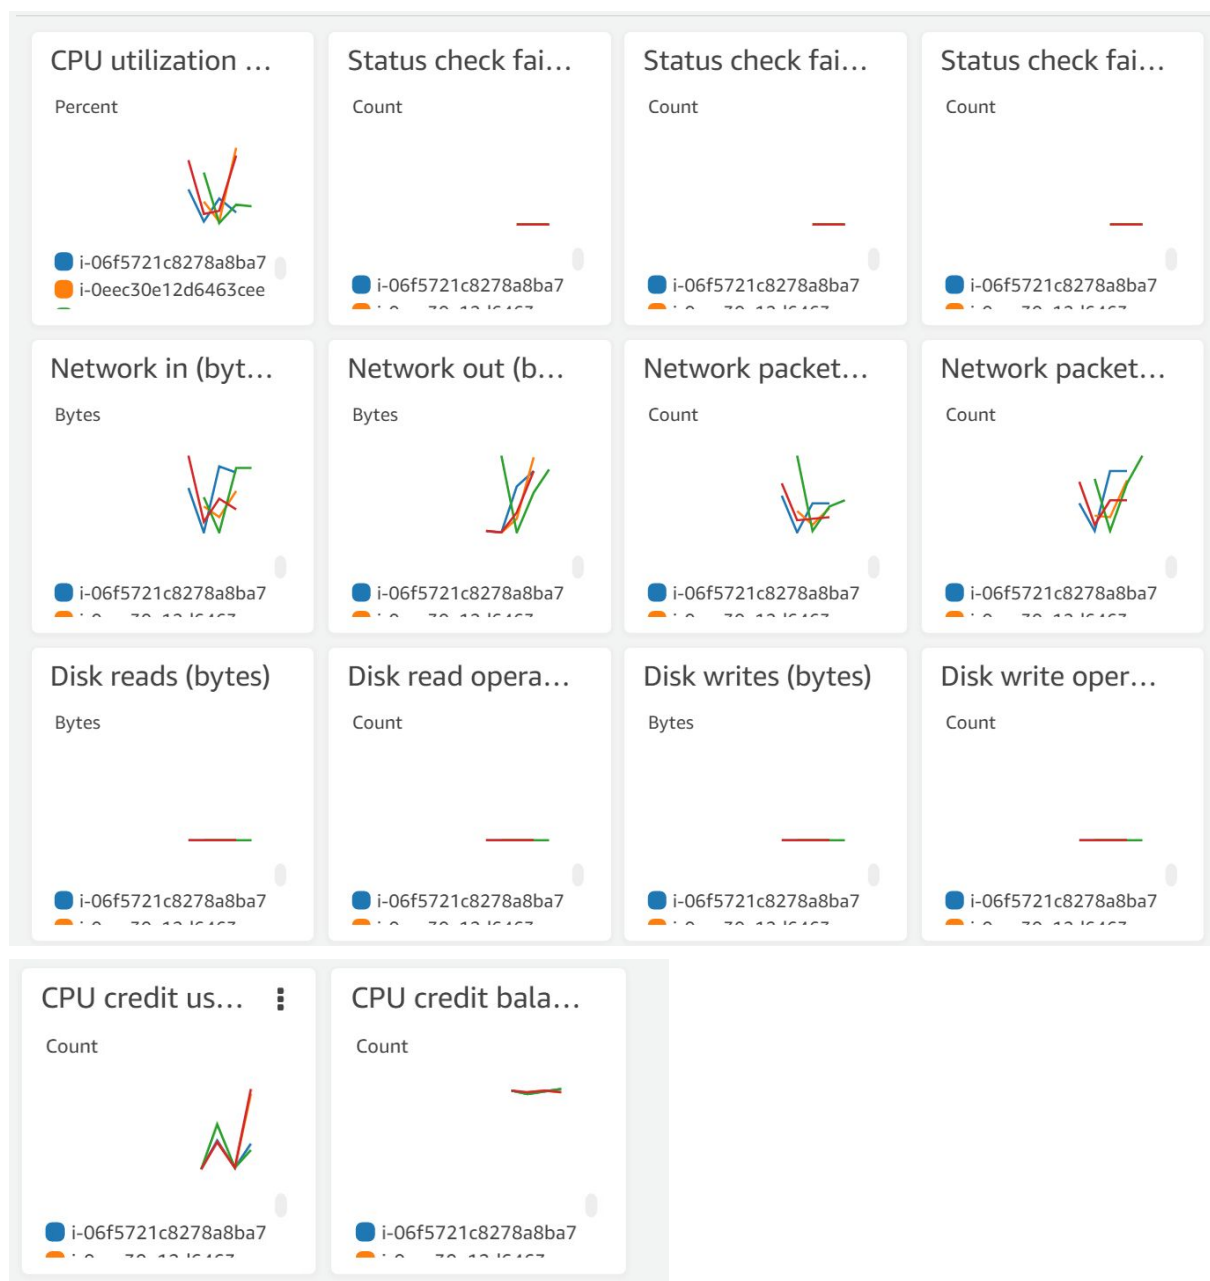 CPU utilization ...
Status check fai...
Status check fai...
Status check fai...
Percent
Count
Count
Count
i-06f5721c8278a8ba7
i-0eec30e12d6463cee
i-06f5721c8278a8ba7
i-06f5721c8278a8ba7
i-06f5721c8278a8ba7
Network in (byt...
Network out (b...
Network packet...
Network packet...
Bytes
Bytes
Count
Count
i-06f5721c8278a8ba7
i-06f5721c8278a8ba7
i-06f5721c8278a8ba7
i-06f5721c8278a8ba7
Disk reads (bytes)
Disk read opera...
Disk writes (bytes)
Disk write oper...
Bytes
Count
Bytes
Count
i-06f5721c8278a8ba7
i-06f5721c8278a8ba7
i-06f5721c8278a8ba7
i-06f5721c8278a8ba7
CPU credit us...
CPU credit bala...
Count
Count
i-06f5721c8278a8ba7
i-06f5721c8278a8ba7